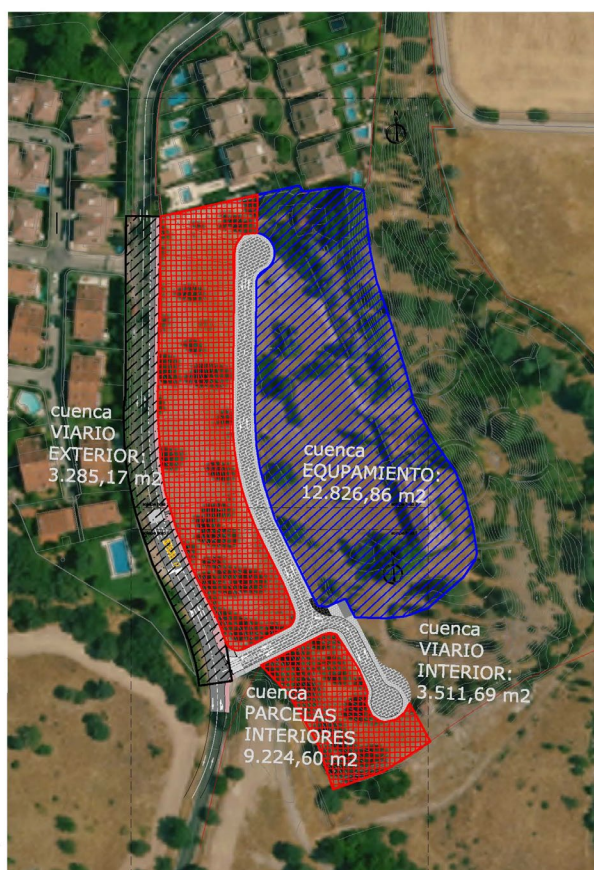 cuenca
VIARIO
EXTERIOR:
3.285,17 m2
cuenca
EQUPAMIENTO:
12.826,86 m2
cuenca
VIARIO
INTERIOR:
3.511,69 m2
cuenca
PARCELAS
INTERIORES
9.224,60 m2